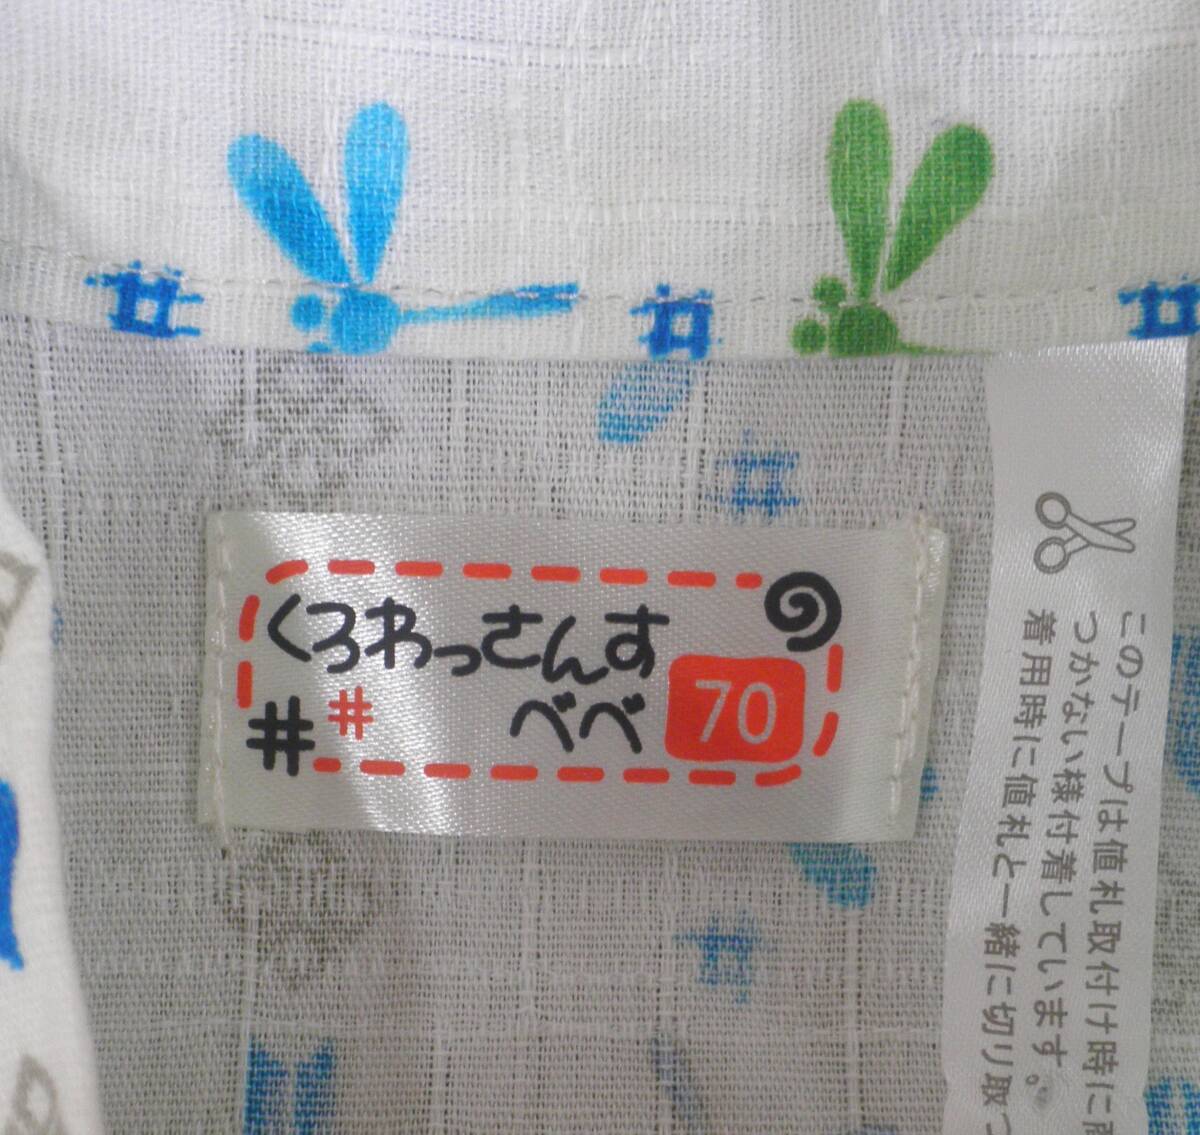 くろわっさんす
べべ
70
このテープは値札取付け時に
つかない様付着しています。
着用時に値札と一緒に切り取っ